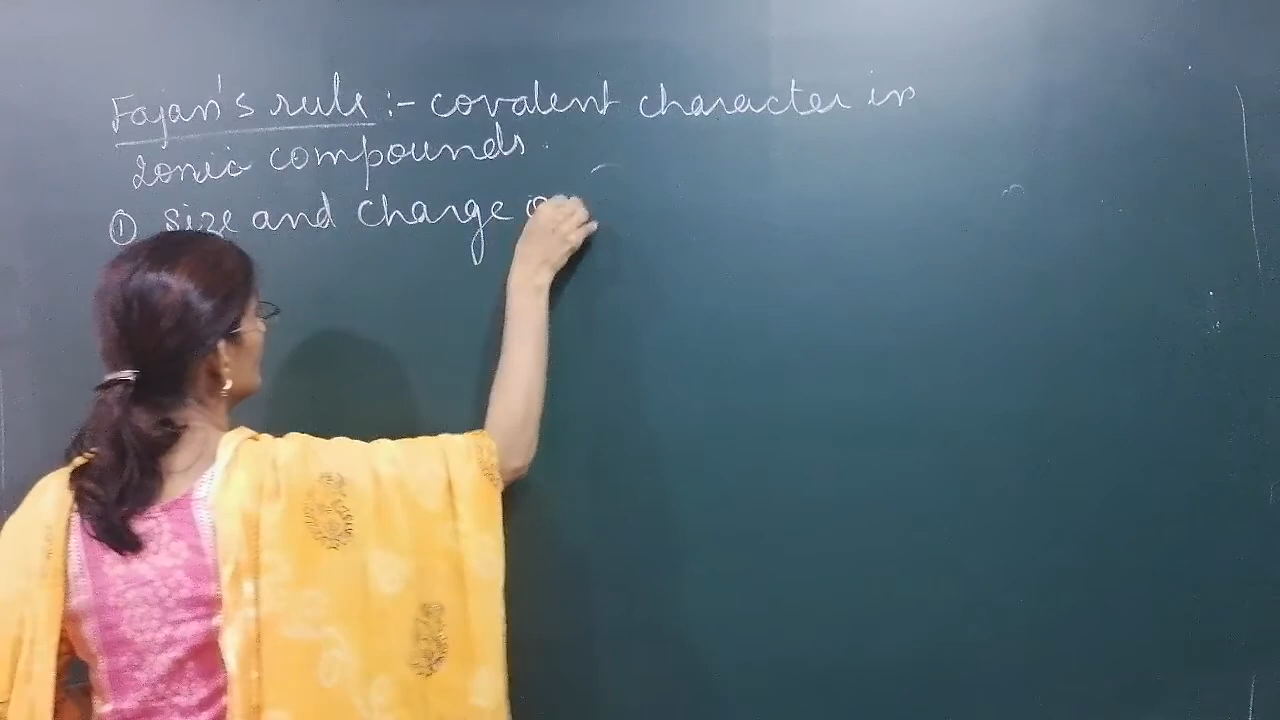 Fajan's rule :- covalent character in
Ionic compounds.
① Size and charge